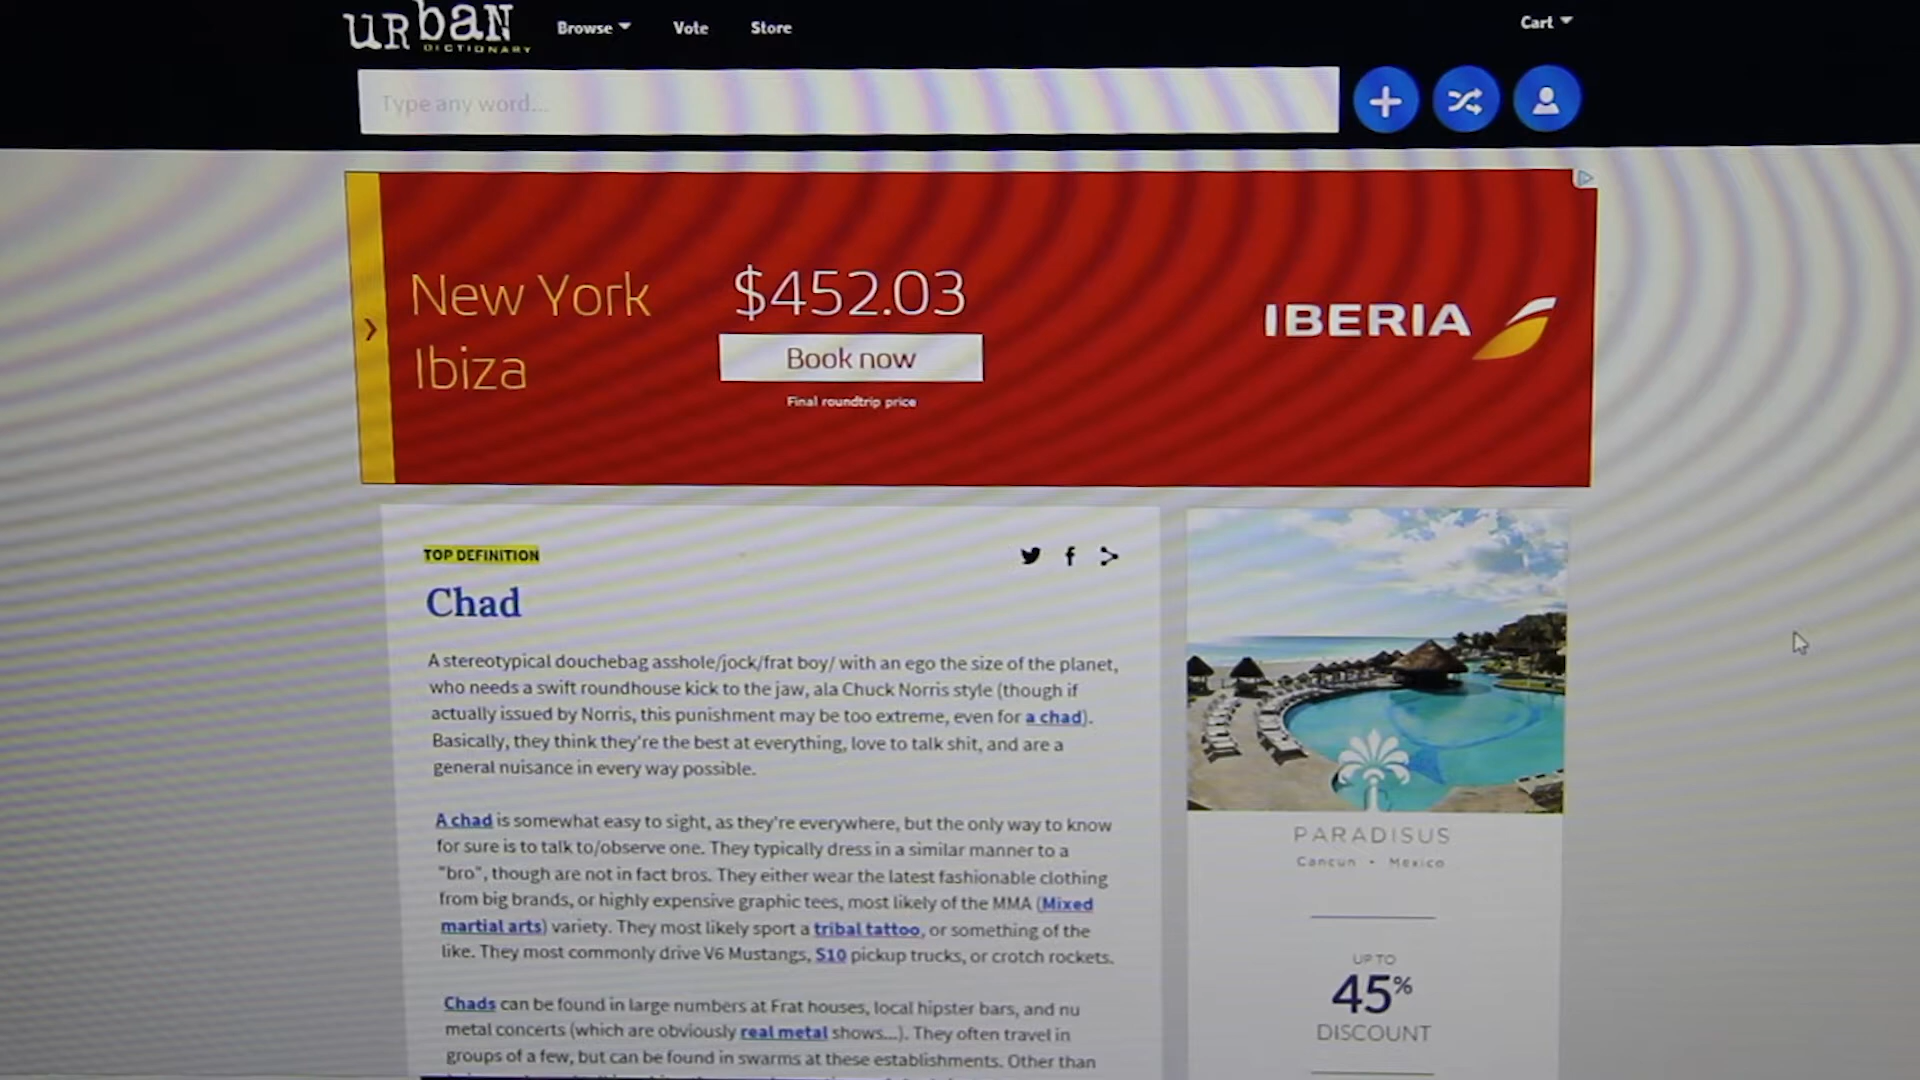 urban
DICTIONARY
Browse
Vote
Store
Cart
Type any word...
New York
Ibiza
$452.03
Book now
Final roundtrip price
IBERIA
TOP DEFINITION
Chad
A stereotypical douchebag asshole/jock/frat boy/ with an ego the size of the planet,
who needs a swift roundhouse kick to the jaw, ala Chuck Norris style (though if
actually issued by Norris, this punishment may be too extreme, even for a chad).
Basically, they think they're the best at everything, love to talk shit, and are a
general nuisance in every way possible.
A chad is somewhat easy to sight, as they're everywhere, but the only way to know
for sure is to talk to/observe one. They typically dress in a similar manner to a
"bro", though are not in fact bros. They either wear the latest fashionable clothing
from big brands, or highly expensive graphic tees, most likely of the MMA (Mixed
martial arts) variety. They most likely sport a tribal tattoo, or something of the
like. They most commonly drive V6 Mustangs, S10 pickup trucks, or crotch rockets.
Chads can be found in large numbers at Frat houses, local hipster bars, and nu
metal concerts (which are obviously real metal shows...). They often travel in
groups of a few, but can be found in swarms at these establishments. Other than
PARADISUS
Cancun • Mexico
UP TO
45%
DISCOUNT